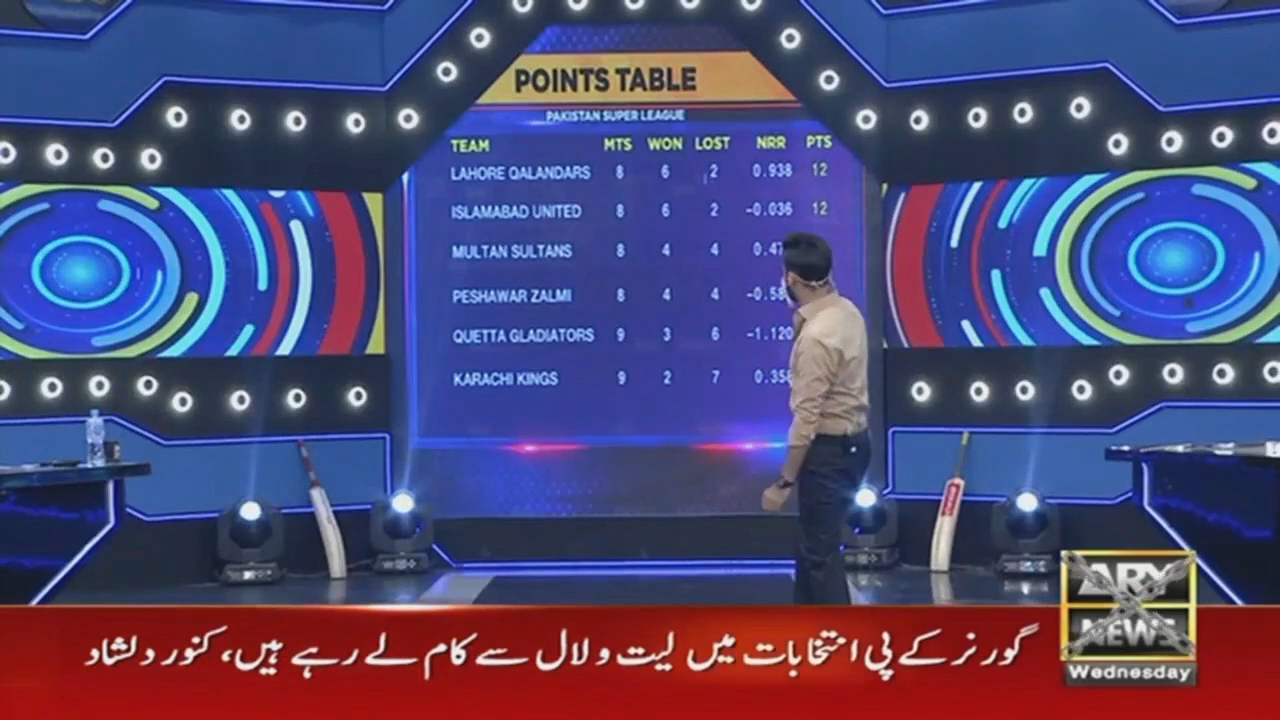 POINTS TABLE
PAKISTAN SUPER LEAGUE
TEAM MTS WON LOST NRR PTS
LAHORE QALANDARS 8 6 2 0.938 12
ISLAMABAD UNITED 8 6 2 -0.036 12
MULTAN SULTANS 8 4 4
PESHAWAR ZALMI 8 4 4
QUETTA GLADIATORS 9 3 6 -1.120
KARACHI KINGS 9 2 7
گورنر کے پی انتخابات میں لیت و لال سے کام لے رہے ہیں، کنور دلشاد
ARY
NEWS
Wednesday